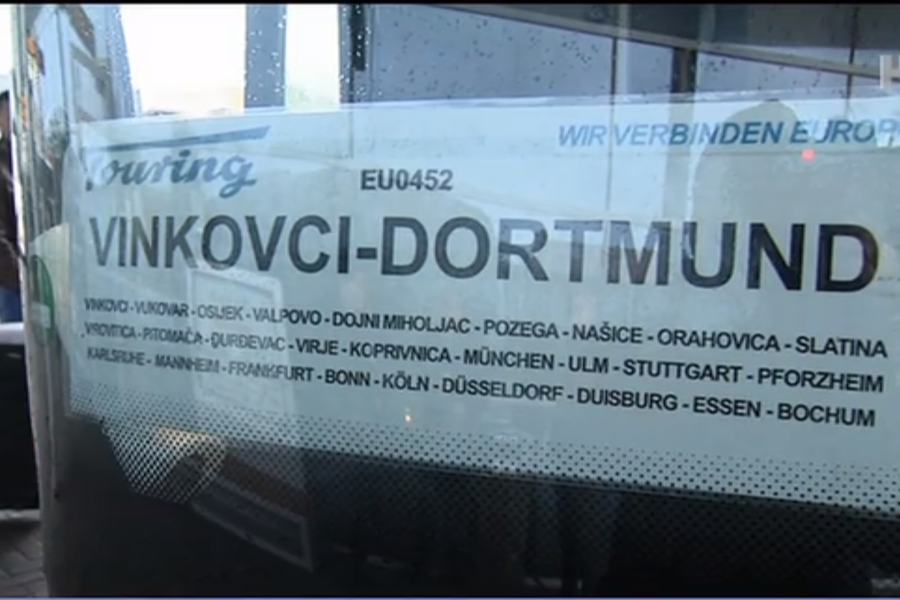 Touring
WIR VERBINDEN EUROP
EU0452
VINKOVCI-DORTMUND
VINKOVCI - VUKOVAR - OSIJEK - VALPOVO - DOJNI MIHOLJAC - POZEGA - NAŠICE - ORAHOVICA - SLATINA
VIROVITICA - PITOMAČA - ĐURĐEVAC - VIRJE - KOPRIVNICA - MÜNCHEN - ULM - STUTTGART - PFORZHEIM
KARLSRUHE - MANNHEIM - FRANKFURT - BONN - KÖLN - DÜSSELDORF - DUISBURG - ESSEN - BOCHUM